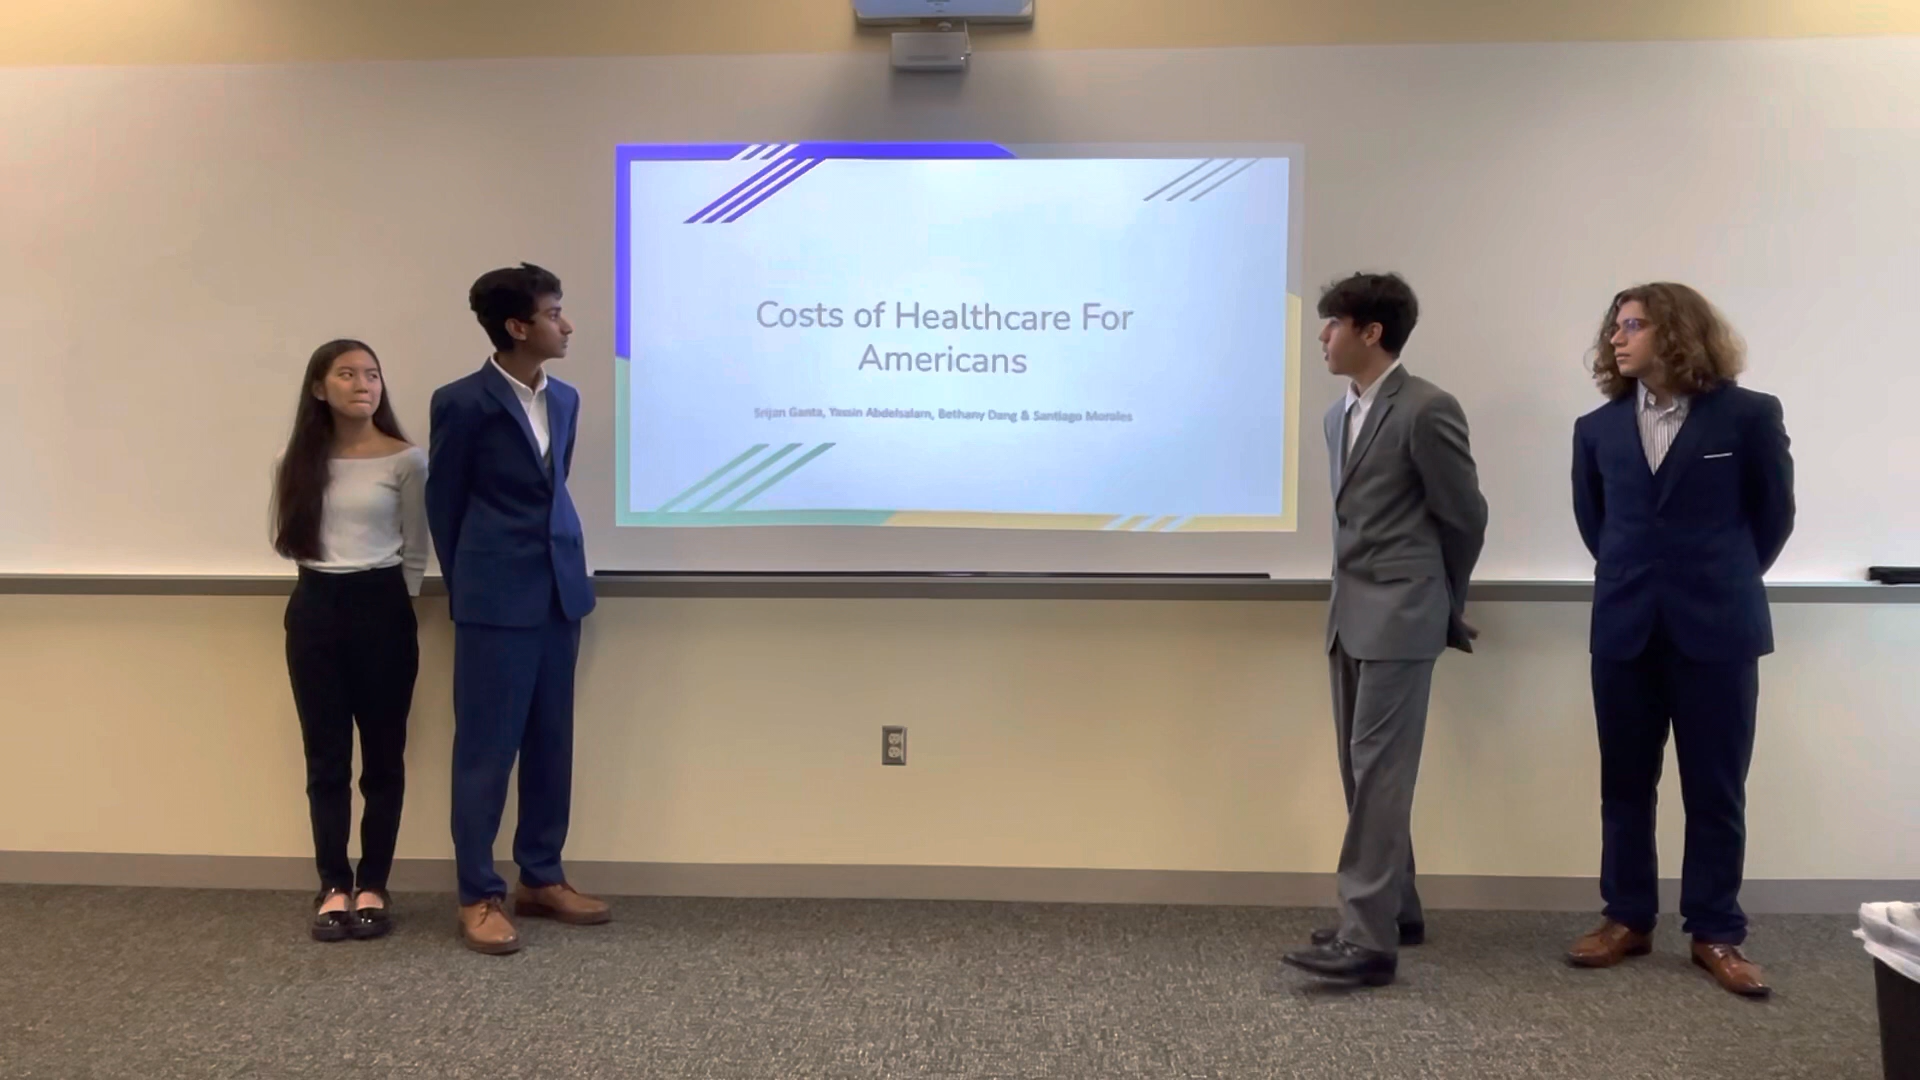 Costs of Healthcare For
Americans
Srijan Ganta, Yassin Abdelsalam, Bethany Dang & Santiago Morales